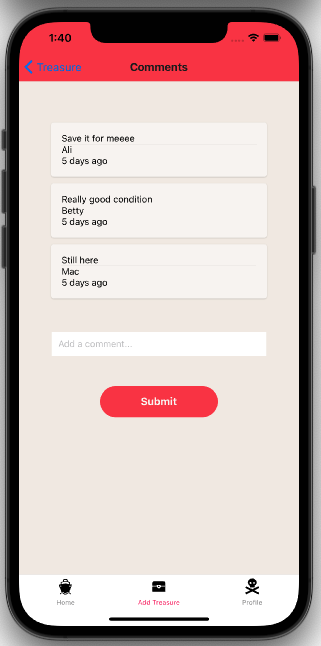 1:40
Treasure
Comments
Save it for meeee
Ali
5 days ago
Really good condition
Betty
5 days ago
Still here
Mac
5 days ago
Add a comment...
Submit
Home
Add Treasure
Profile